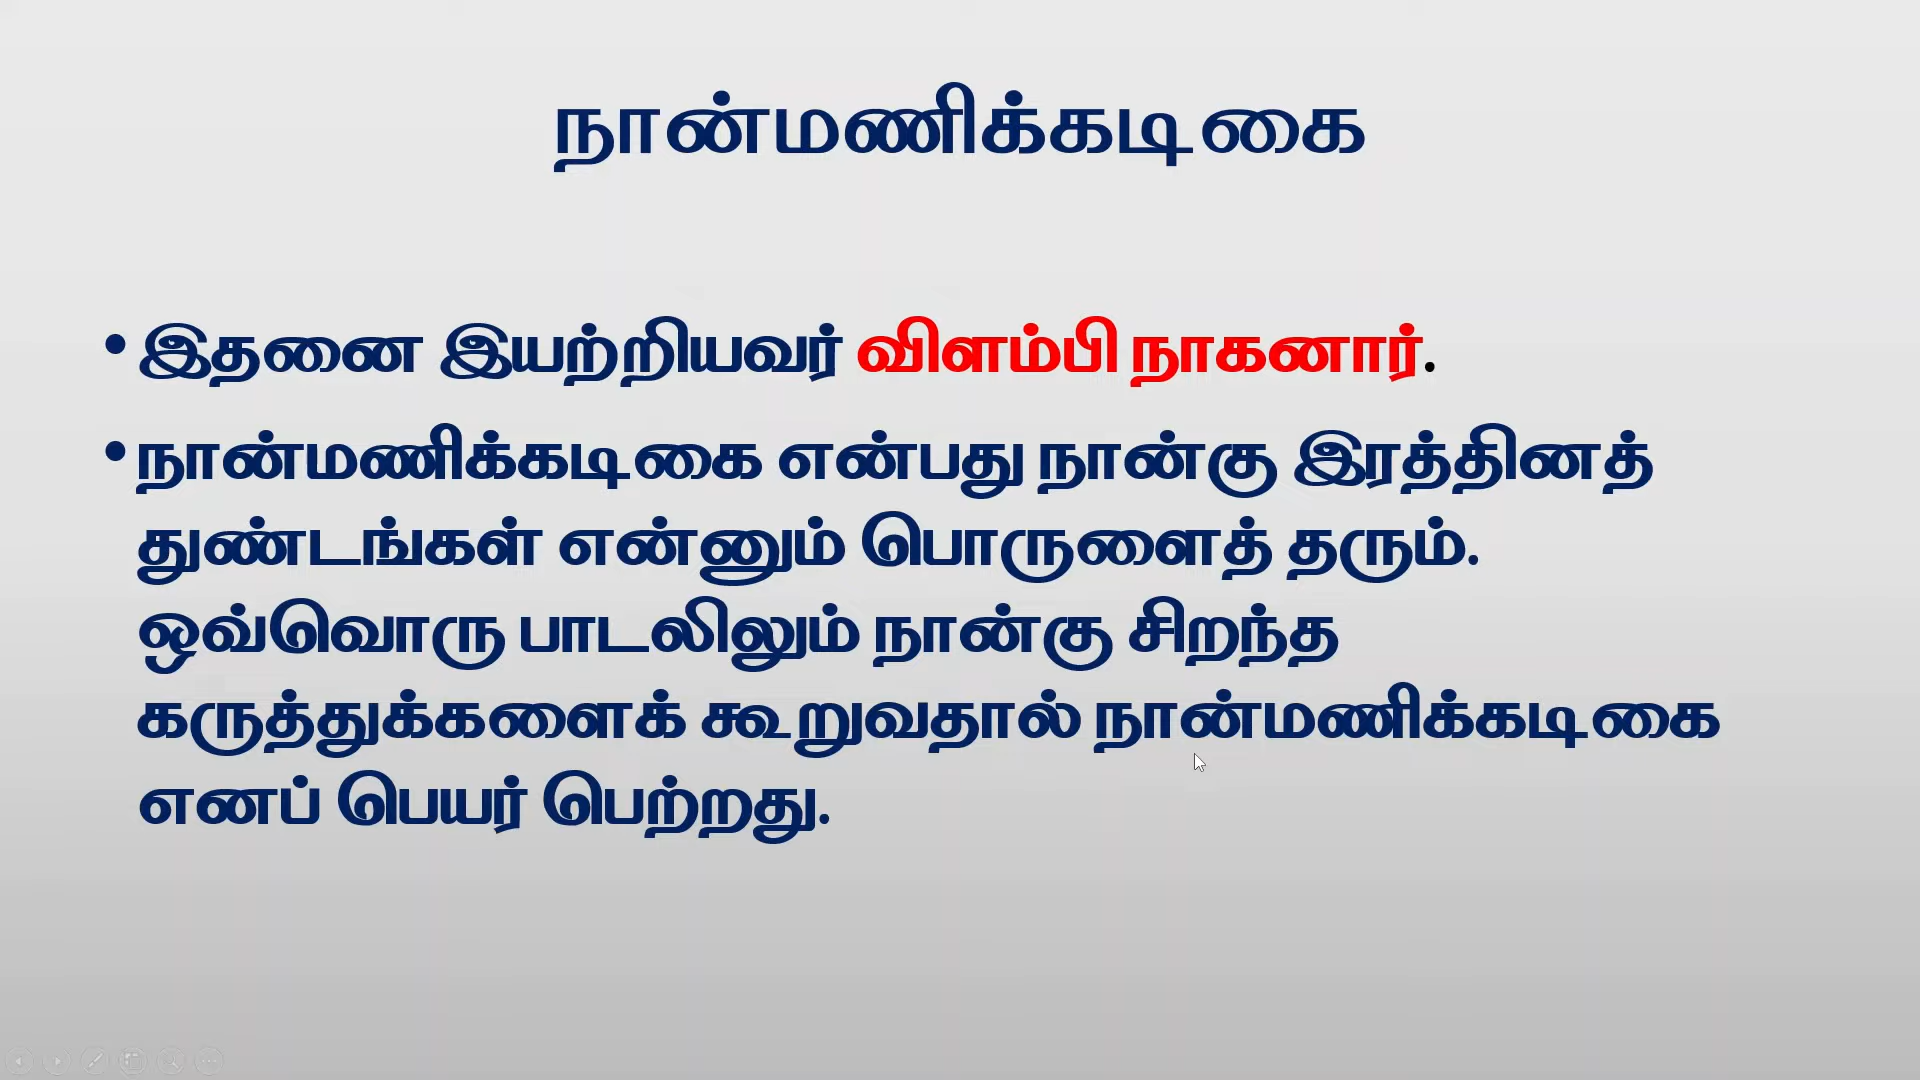 நான்மணிக்கடிகை
• இதனை இயற்றியவர் விளம்பி நாகனார்.
• நான்மணிக்கடிகை என்பது நான்கு இரத்தினத்
துண்டங்கள் என்னும் பொருளைத் தரும்.
ஒவ்வொரு பாடலிலும் நான்கு சிறந்த
கருத்துக்களைக் கூறுவதால் நான்மணிக்கடிகை
எனப் பெயர் பெற்றது.